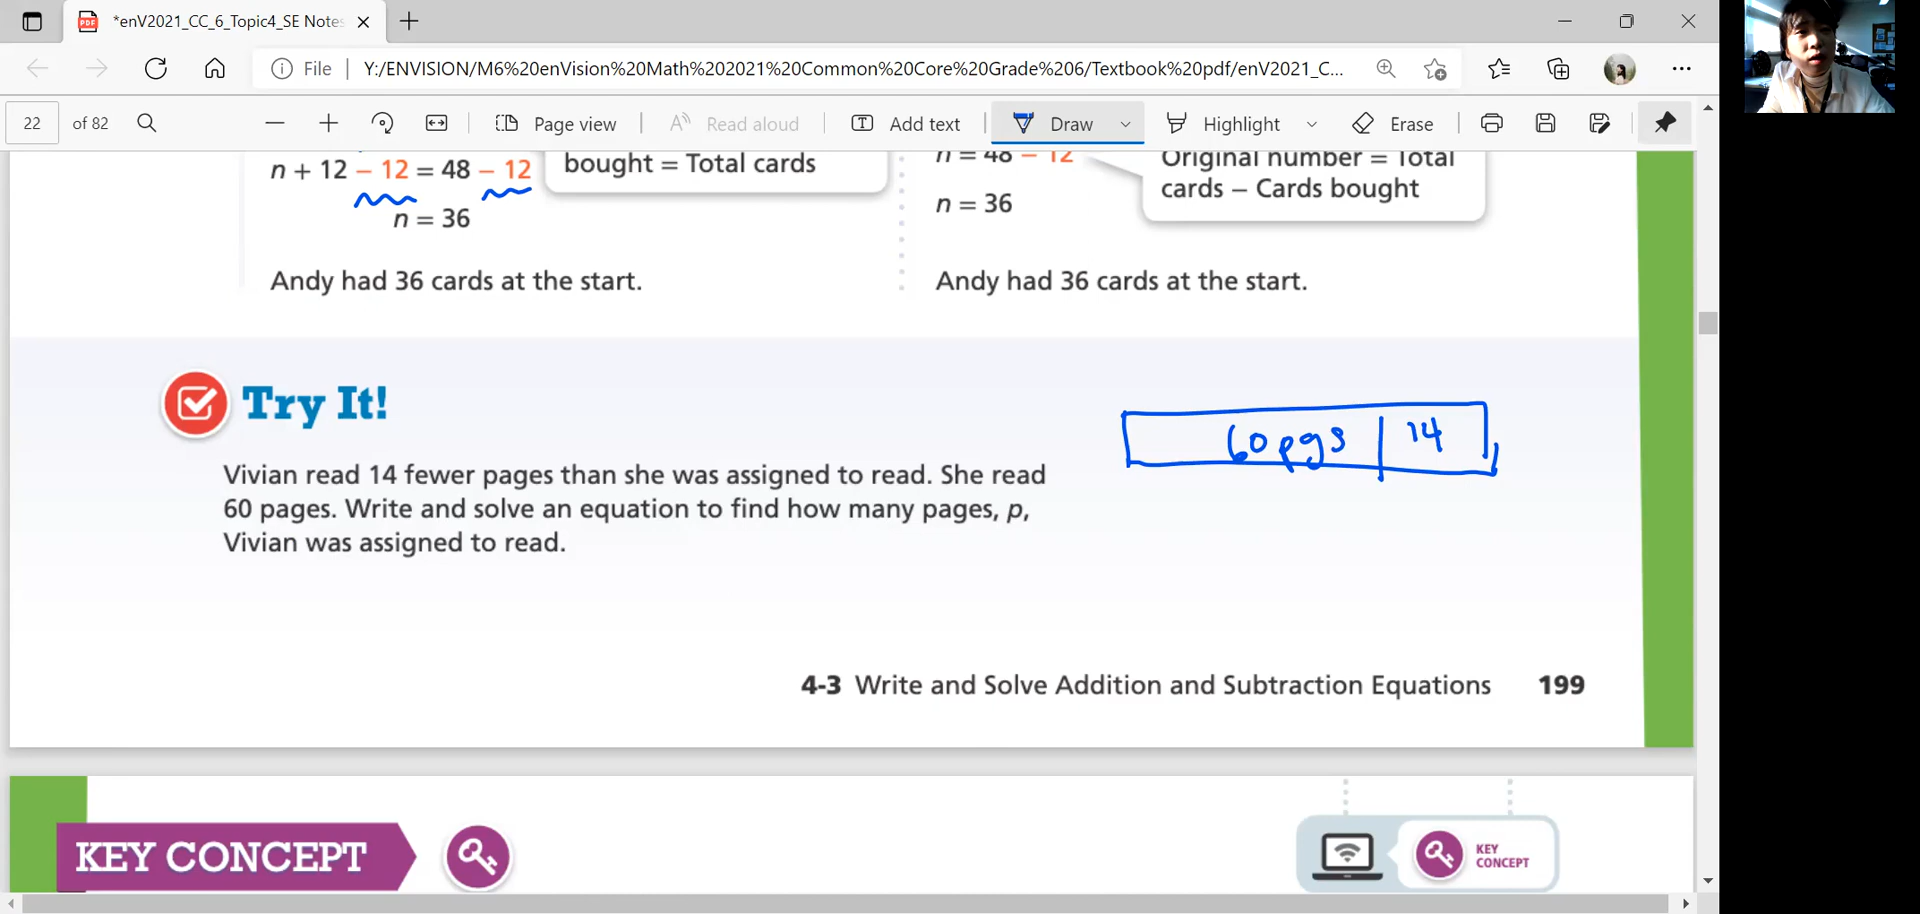 *enV2021_CC_6_Topic4_SE Notes
File
Y:/ENVISION/M6%20enVision%20Math%202021%20Common%20Core%20Grade%206/Textbook%20pdf/enV2021_C...
22 of 82
Page view
Read aloud
Add text
Draw
Highlight
Erase
n + 12 – 12 = 48 – 12
n = 36
bought = Total cards
Andy had 36 cards at the start.
n = 48 – 12
n = 36
Original number = Total
cards – Cards bought
Andy had 36 cards at the start.
Try It!
Vivian read 14 fewer pages than she was assigned to read. She read
60 pages. Write and solve an equation to find how many pages, p,
Vivian was assigned to read.
60 pgs 14
4-3 Write and Solve Addition and Subtraction Equations 199
KEY CONCEPT
KEY
CONCEPT